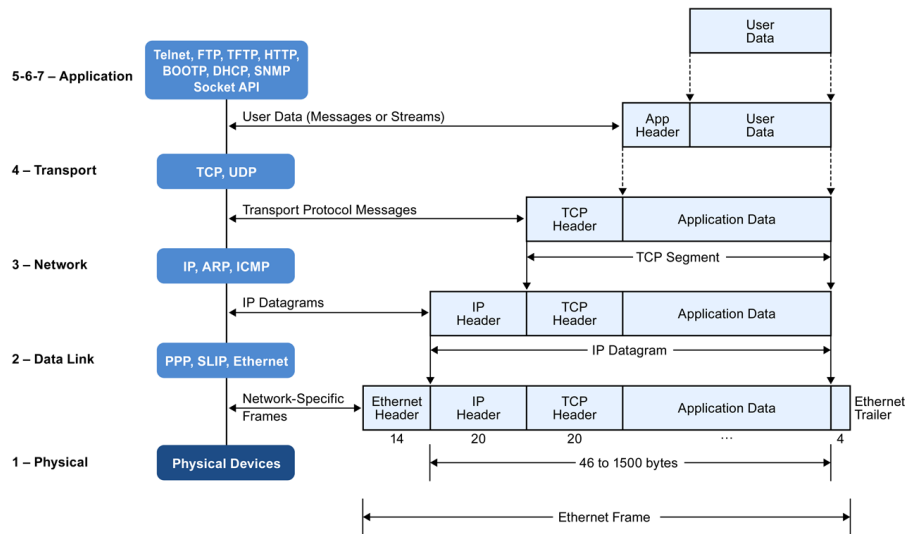 User
Data
Telnet, FTP, TFTP, HTTP,
BOOTP, DHCP, SNMP
Socket API
5-6-7 – Application
User Data (Messages or Streams)
App
Header
User
Data
4 – Transport
TCP, UDP
Transport Protocol Messages
TCP
Header
Application Data
TCP Segment
3 – Network
IP, ARP, ICMP
IP Datagrams
IP
Header
TCP
Header
Application Data
IP Datagram
2 – Data Link
PPP, SLIP, Ethernet
Network-Specific
Frames
Ethernet
Header
IP
Header
TCP
Header
Application Data
Ethernet
Trailer
14
20
20
...
4
1 – Physical
Physical Devices
46 to 1500 bytes
Ethernet Frame